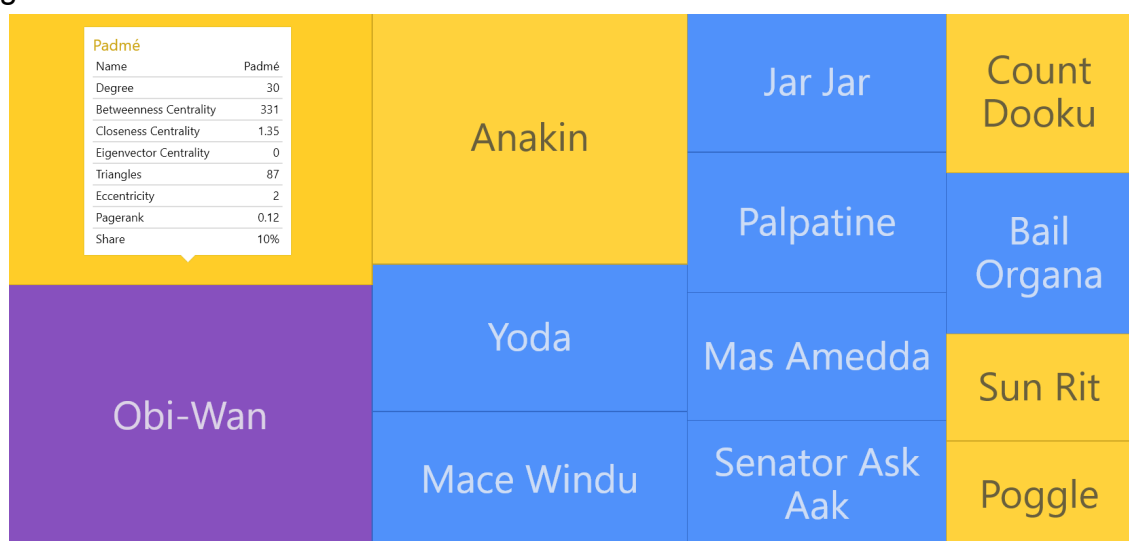 Padmé
Name Padmé
Degree 30
Betweenness Centrality 331
Closeness Centrality 1.35
Eigenvector Centrality 0
Triangles 87
Eccentricity 2
Pagerank 0.12
Share 10%
Obi-Wan
Anakin
Yoda
Mace Windu
Jar Jar
Palpatine
Mas Amedda
Senator Ask
Aak
Count
Dooku
Bail
Organa
Sun Rit
Poggle